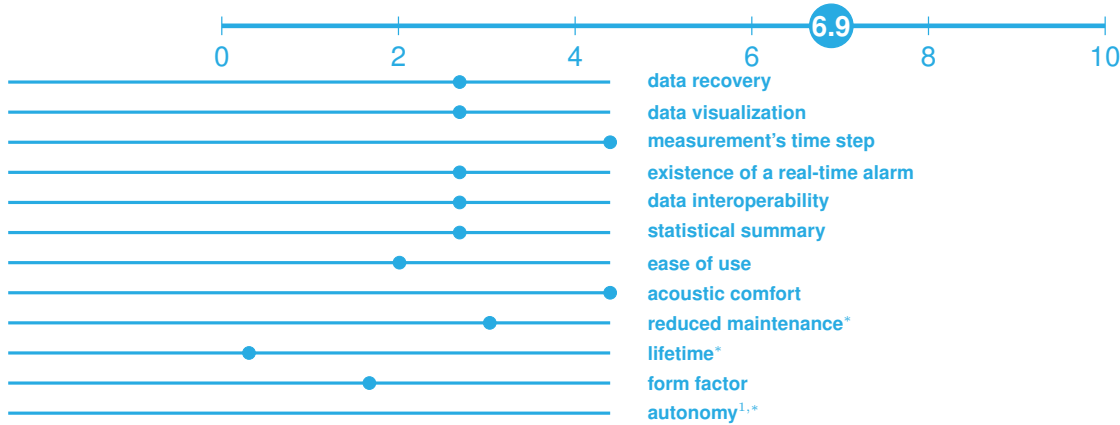 6.9
0 2 4 6 8 10
data recovery
data visualization
measurement's time step
existence of a real-time alarm
data interoperability
statistical summary
ease of use
acoustic comfort
reduced maintenance*
lifetime*
form factor
autonomy1,*